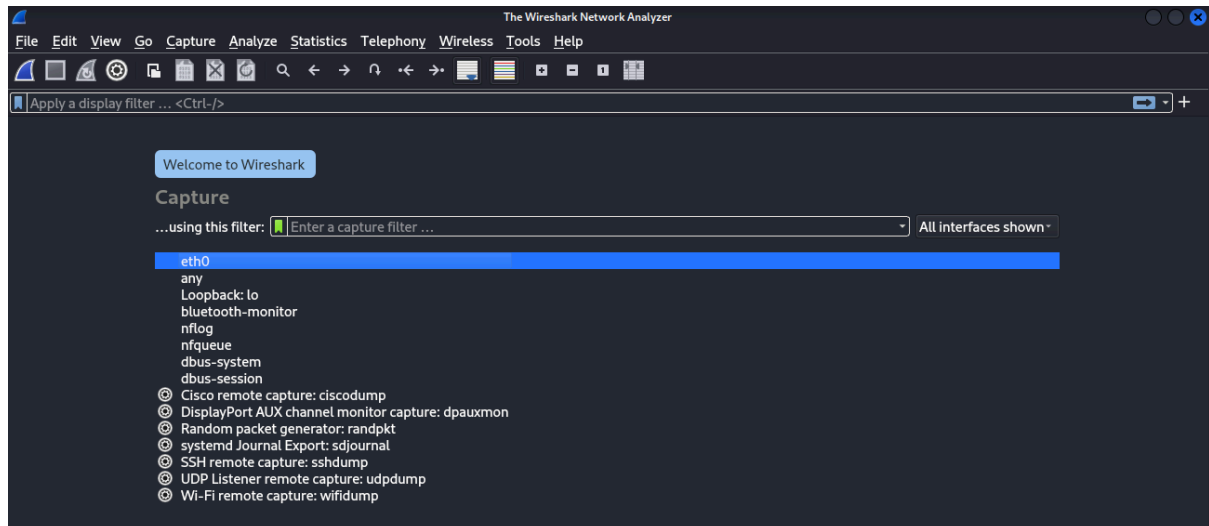 The Wireshark Network Analyzer
File Edit View Go Capture Analyze Statistics Telephony Wireless Tools Help
Apply a display filter ... <Ctrl-/>
Welcome to Wireshark
Capture
...using this filter: Enter a capture filter ... All interfaces shown
eth0
any
Loopback: lo
bluetooth-monitor
nflog
nfqueue
dbus-system
dbus-session
Cisco remote capture: ciscodump
DisplayPort AUX channel monitor capture: dpauxmon
Random packet generator: randpkt
systemd Journal Export: sdjournal
SSH remote capture: sshdump
UDP Listener remote capture: udpdump
Wi-Fi remote capture: wifidump